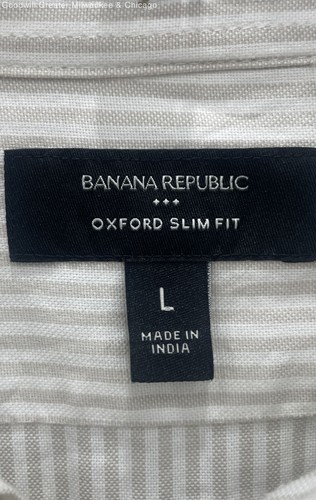 Goodwill Greater Milwaukee & Chicago
BANANA REPUBLIC
OXFORD SLIM FIT
L
MADE IN
INDIA